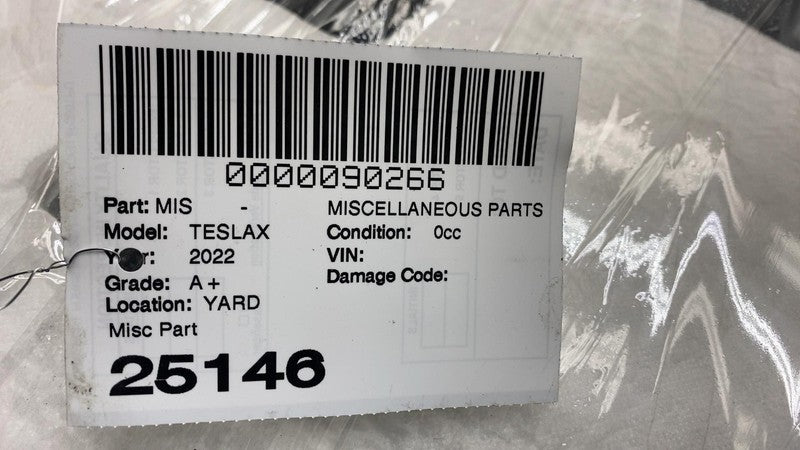 0000090266
Part: MIS - MISCELLANEOUS PARTS
Model: TESLAX Condition: 0cc
2022 VIN:
Grade: A+ Damage Code:
Location: YARD
Misc Part
25146